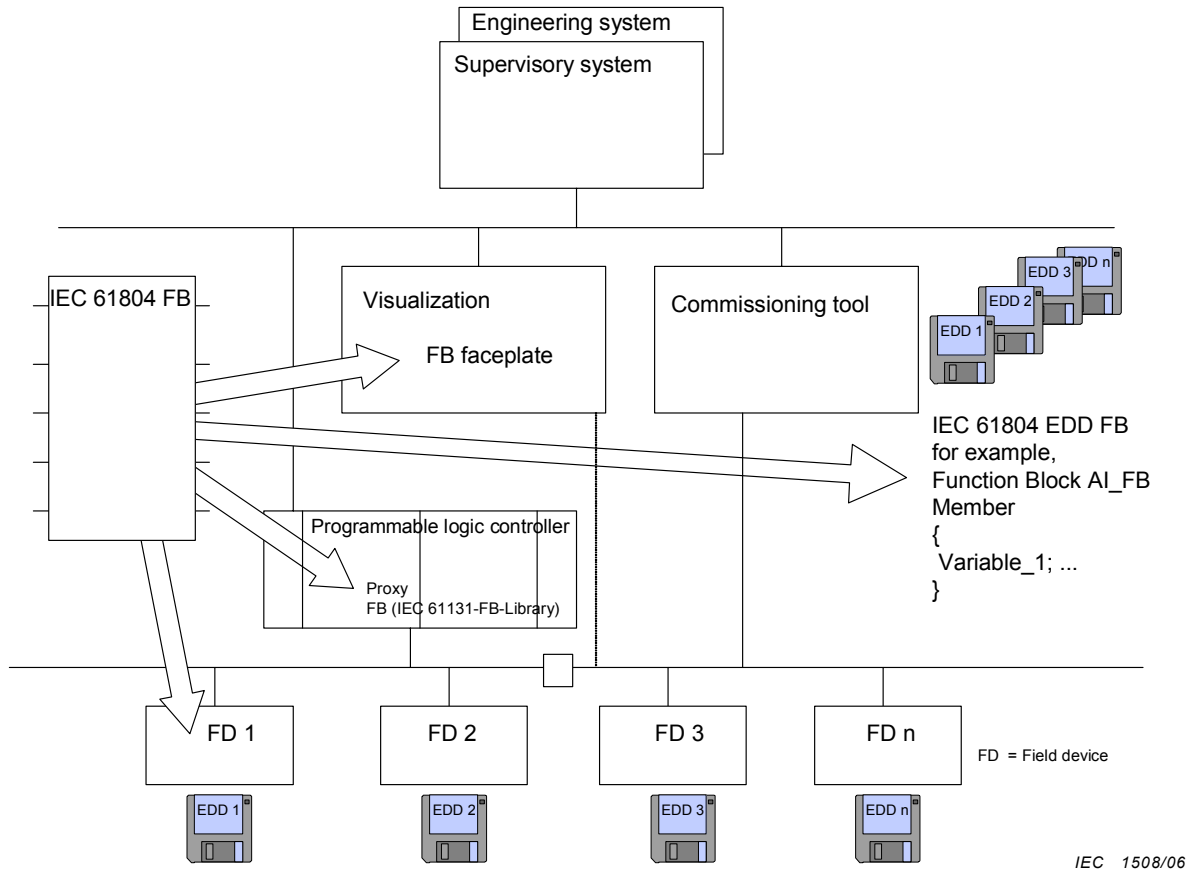 Engineering system
Supervisory system
IEC 61804 FB
Visualization
FB faceplate
Commissioning tool
EDD n
EDD 3
EDD 2
EDD 1
IEC 61804 EDD FB
for example,
Function Block AI_FB
Member
{
Variable_1; ...
}
Programmable logic controller
Proxy
FB (IEC 61131-FB-Library)
FD 1
FD 2
FD 3
FD n
FD = Field device
EDD 1
EDD 2
EDD 3
EDD n
IEC 1508/06